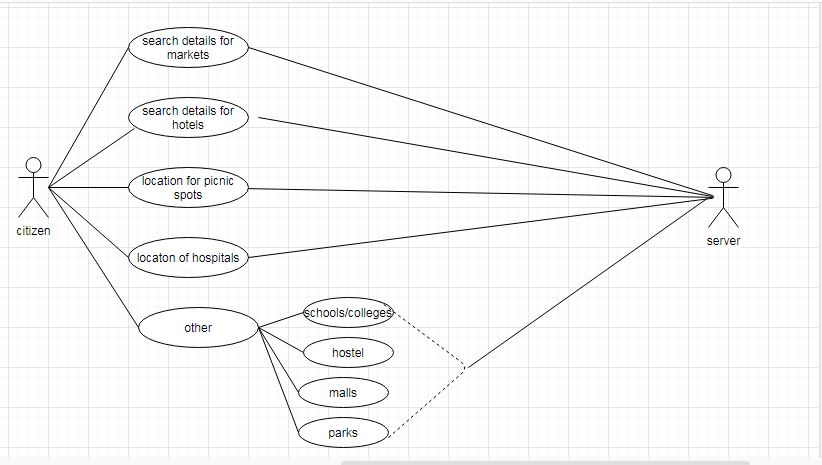 search details for
markets
search details for
hotels
location for picnic
spots
citizen
server
locaton of hospitals
schools/colleges
other
hostel
malls
parks